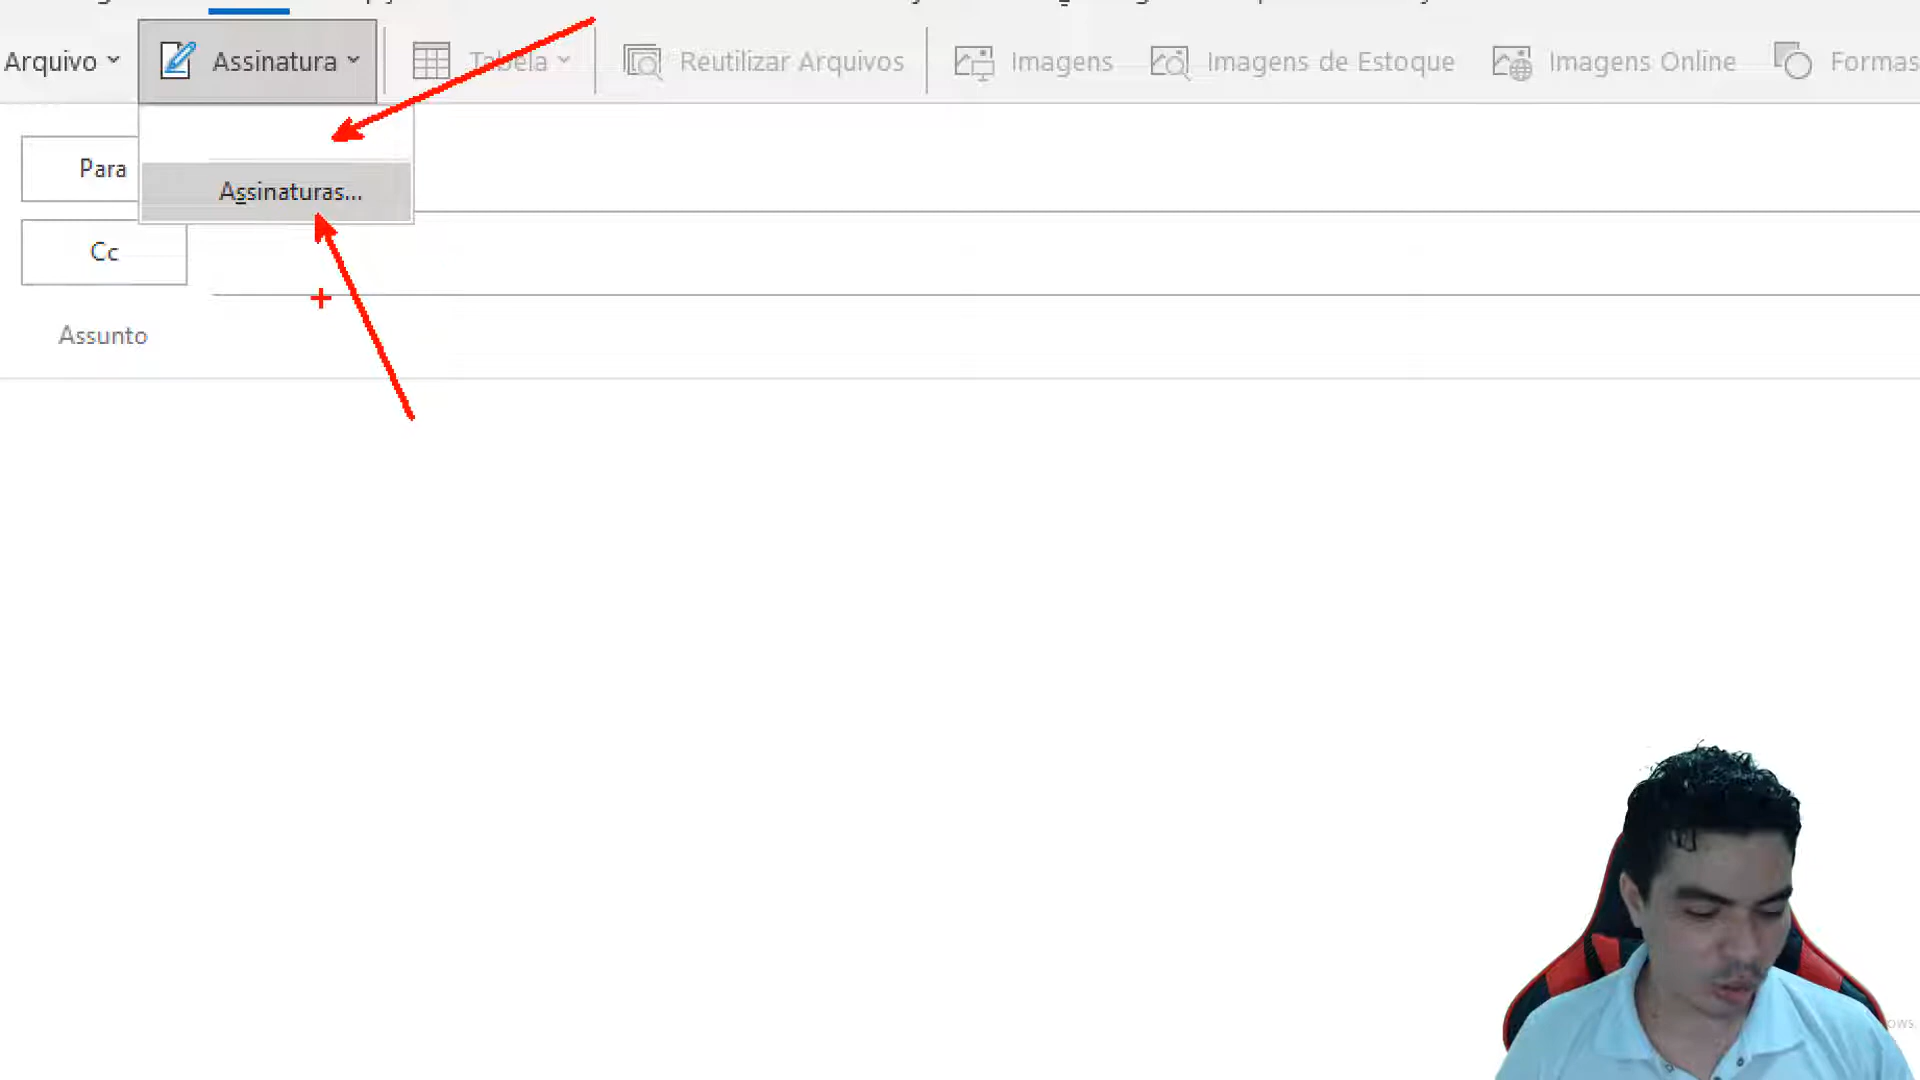 Arquivo
Assinatura
Tabela
Reutilizar Arquivos
Imagens
Imagens de Estoque
Imagens Online
Formas
Para
Assinaturas...
Cc
Assunto